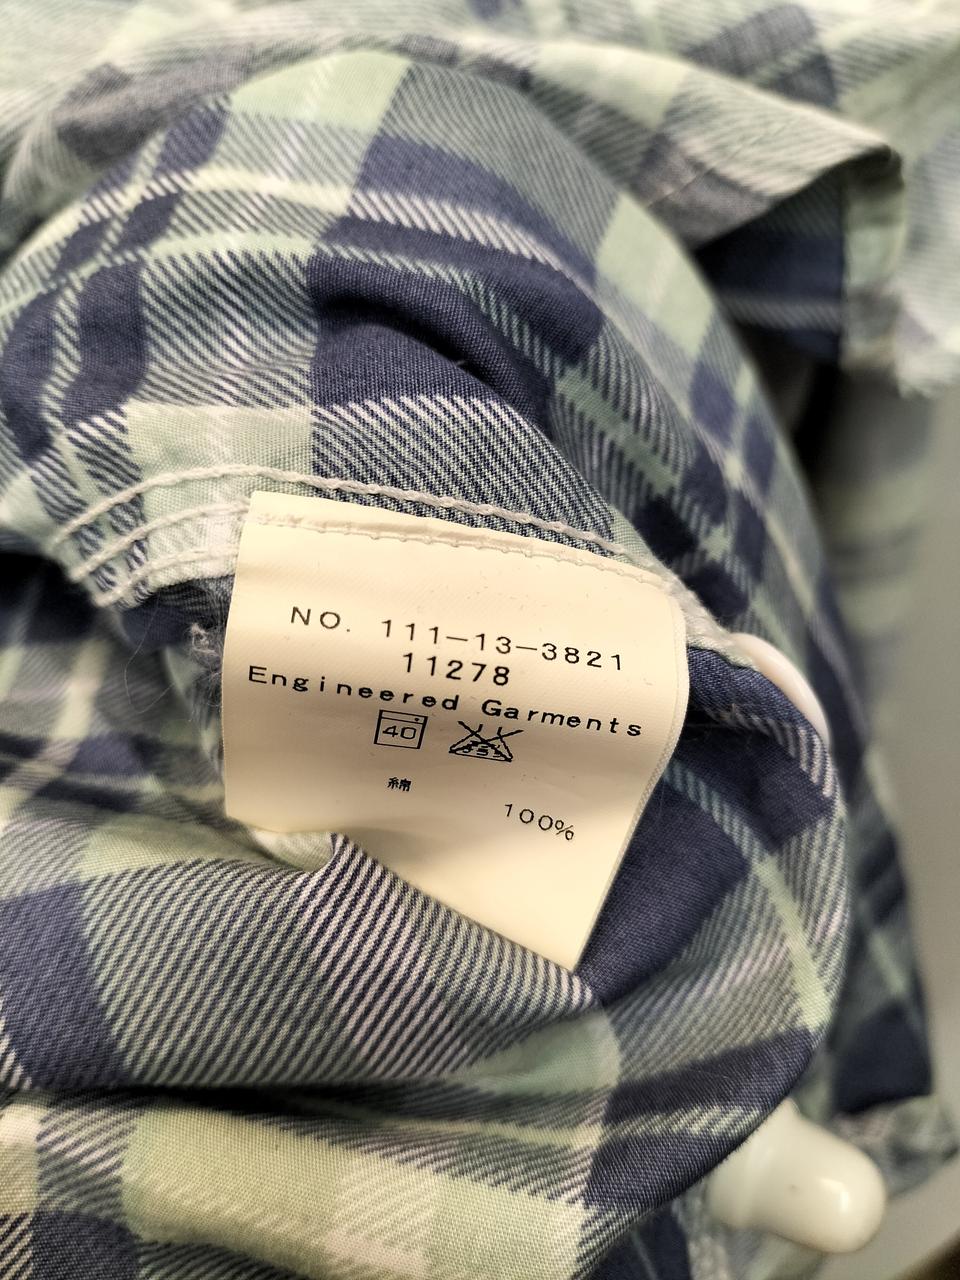 NO. 111-13-3821
11278
Engineered Garments
40
綿 100%